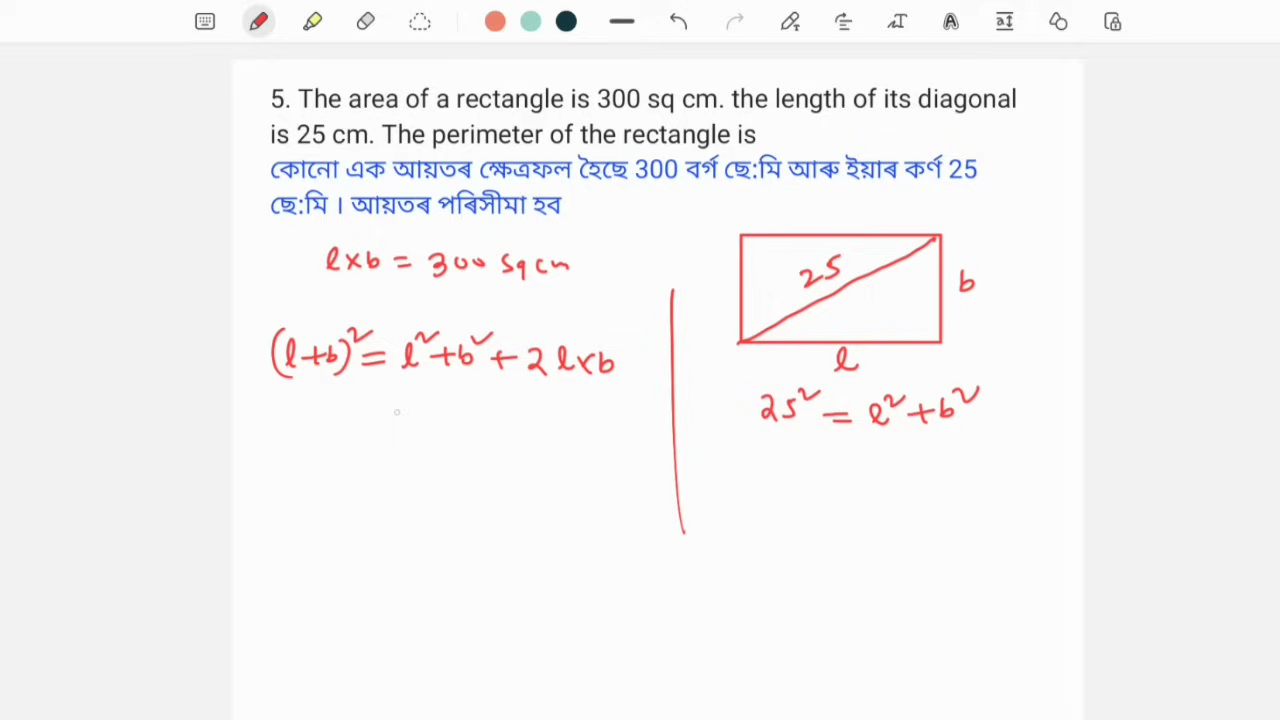 5. The area of a rectangle is 300 sq cm. the length of its diagonal
is 25 cm. The perimeter of the rectangle is
কোনো এক আয়তৰ ক্ষেত্ৰফল হৈছে 300 বৰ্গ ছে:মি আৰু ইয়াৰ কৰ্ণ 25
ছে:মি । আয়তৰ পৰিসীমা হব
l×b = 300 sq cm
(l+b)² = l²+b²+2l×b
25
b
l
25² = l²+b²